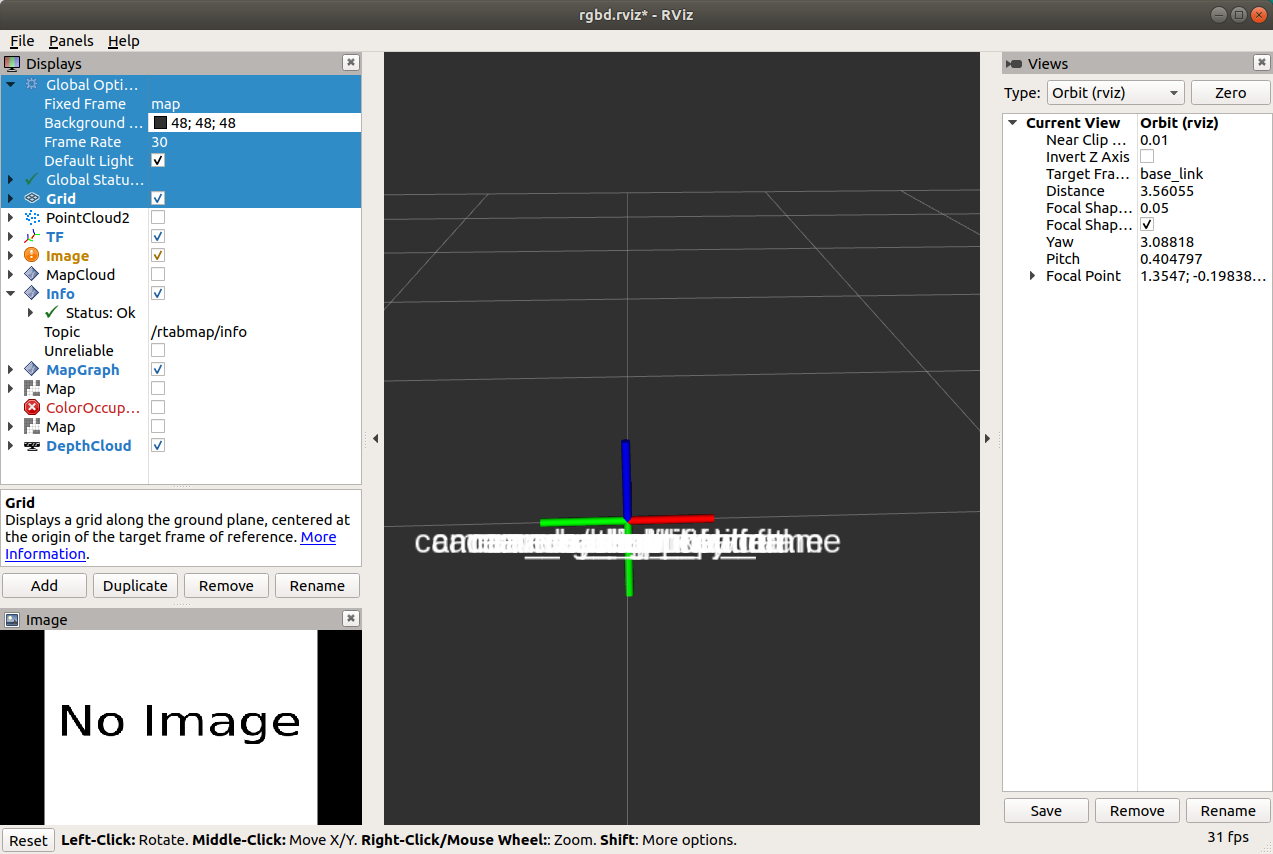 rgbd.rviz* - RViz
File Panels Help
Displays
Global Opti...
Fixed Frame map
Background ... 48; 48; 48
Frame Rate 30
Default Light
Global Statu...
Grid
PointCloud2
TF
Image
MapCloud
Info
Status: Ok
Topic /rtabmap/info
Unreliable
MapGraph
Map
ColorOccup...
Map
DepthCloud
Grid
Displays a grid along the ground plane, centered at
the origin of the target frame of reference. More
Information.
Add Duplicate Remove Rename
Image
No Image
Views
Type: Orbit (rviz) Zero
Current View Orbit (rviz)
Near Clip ... 0.01
Invert Z Axis
Target Fra... base_link
Distance 3.56055
Focal Shap... 0.05
Focal Shap...
Yaw 3.08818
Pitch 0.404797
Focal Point 1.3547; -0.19838...
Save Remove Rename
Reset Left-Click: Rotate. Middle-Click: Move X/Y. Right-Click/Mouse Wheel:: Zoom. Shift: More options. 31 fps